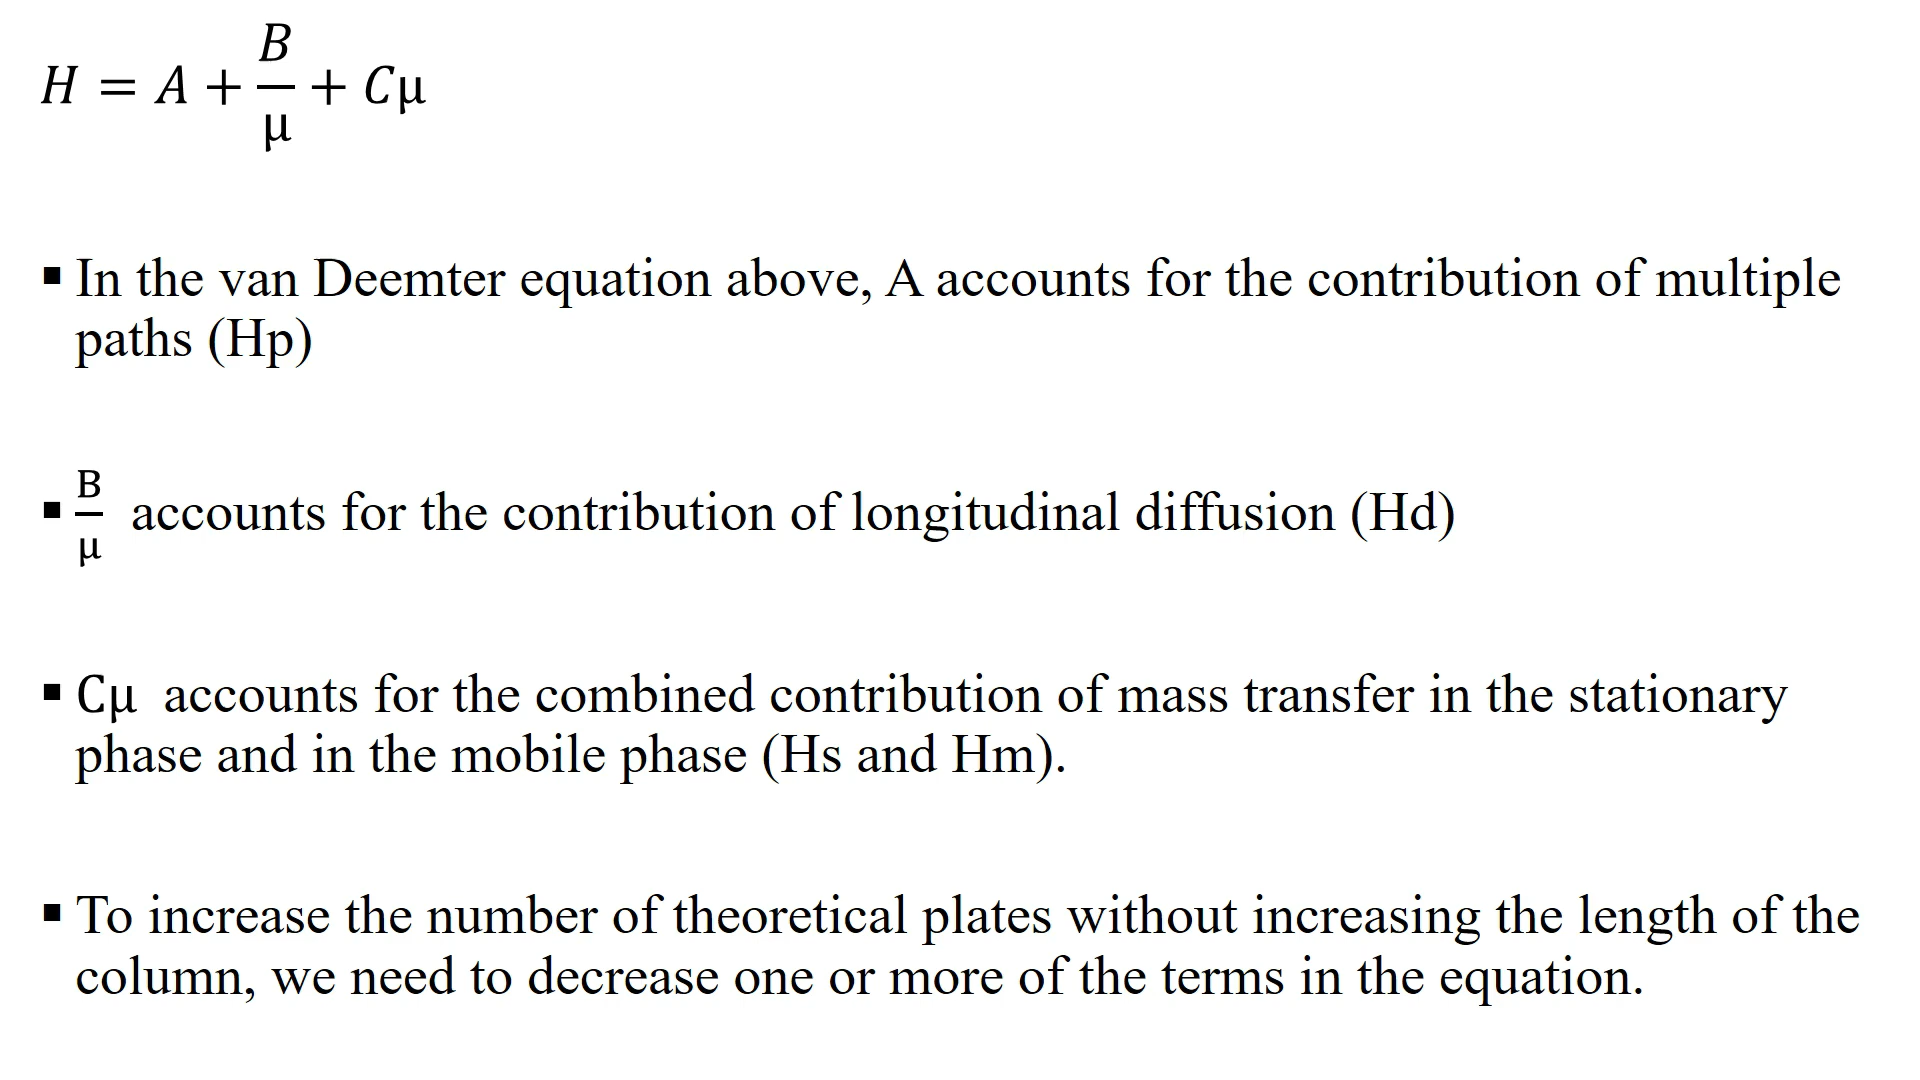 H = A + B/µ + Cµ
▪ In the van Deemter equation above, A accounts for the contribution of multiple
paths (Hp)
▪ B/µ accounts for the contribution of longitudinal diffusion (Hd)
▪ Cµ accounts for the combined contribution of mass transfer in the stationary
phase and in the mobile phase (Hs and Hm).
▪ To increase the number of theoretical plates without increasing the length of the
column, we need to decrease one or more of the terms in the equation.